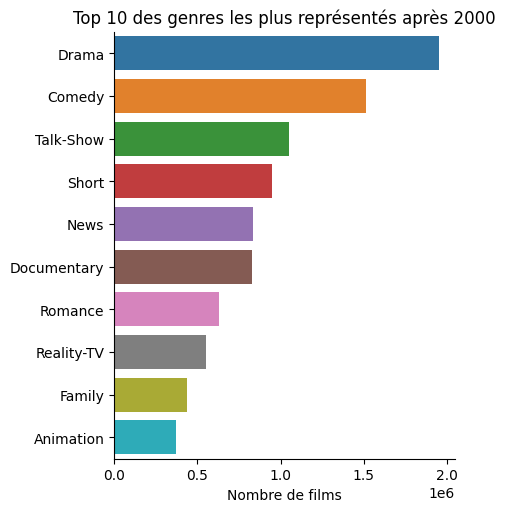 Top 10 des genres les plus représentés après 2000
Drama
Comedy
Talk-Show
Short
News
Documentary
Romance
Reality-TV
Family
Animation
0.0 0.5 1.0 1.5 2.0
1e6
Nombre de films